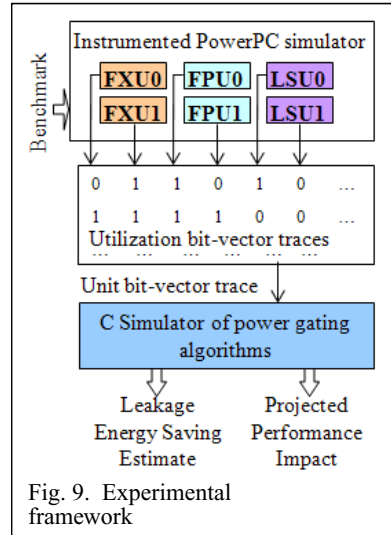 Instrumented PowerPC simulator
Benchmark
FXU0 FPU0 LSU0
FXU1 FPU1 LSU1
0 1 1 0 1 0 ...
1 1 1 1 0 0 ...
Utilization bit-vector traces
... ... ... ... ... ...
Unit bit-vector trace
C Simulator of power gating
algorithms
Leakage
Energy Saving
Estimate
Projected
Performance
Impact
Fig. 9. Experimental
framework